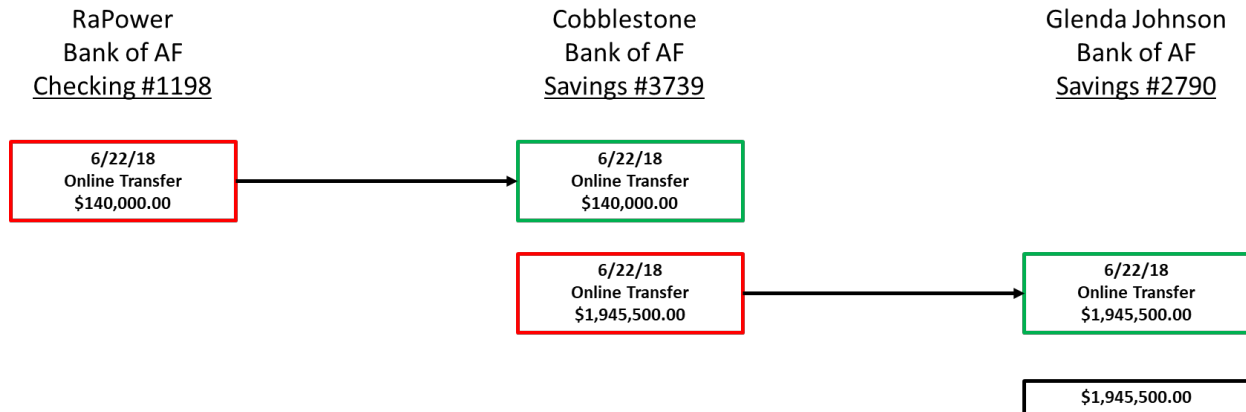 RaPower
Bank of AF
Checking #1198
Cobblestone
Bank of AF
Savings #3739
Glenda Johnson
Bank of AF
Savings #2790
6/22/18
Online Transfer
$140,000.00
6/22/18
Online Transfer
$140,000.00
6/22/18
Online Transfer
$1,945,500.00
6/22/18
Online Transfer
$1,945,500.00
$1,945,500.00